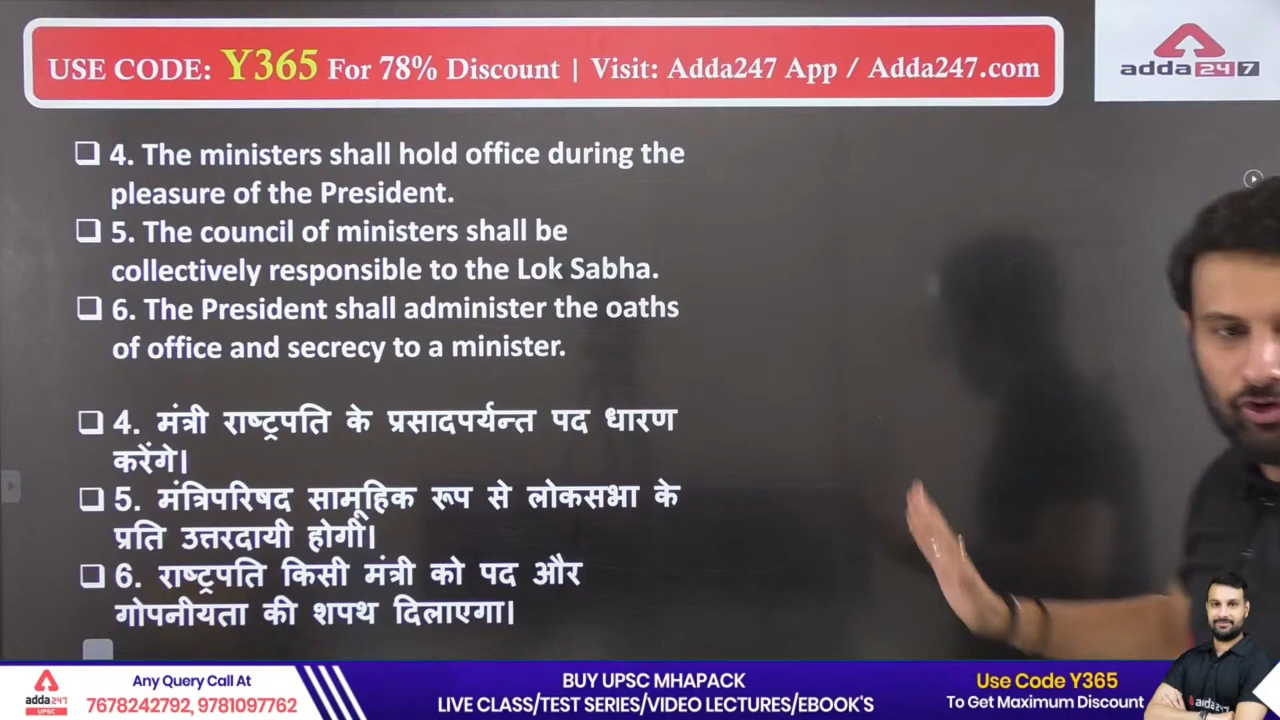 USE CODE: Y365 For 78% Discount | Visit: Adda247 App / Adda247.com
adda 247
4. The ministers shall hold office during the
pleasure of the President.
5. The council of ministers shall be
collectively responsible to the Lok Sabha.
6. The President shall administer the oaths
of office and secrecy to a minister.
4. मंत्री राष्ट्रपति के प्रसादपर्यन्त पद धारण
करेंगे।
5. मंत्रिपरिषद सामूहिक रूप से लोकसभा के
प्रति उत्तरदायी होगी।
6. राष्ट्रपति किसी मंत्री को पद और
गोपनीयता की शपथ दिलाएगा।
adda247
UPSC
Any Query Call At
7678242792, 9781097762
BUY UPSC MHAPACK
LIVE CLASS/TEST SERIES/VIDEO LECTURES/EBOOK'S
Use Code Y365
To Get Maximum Discount
adda247